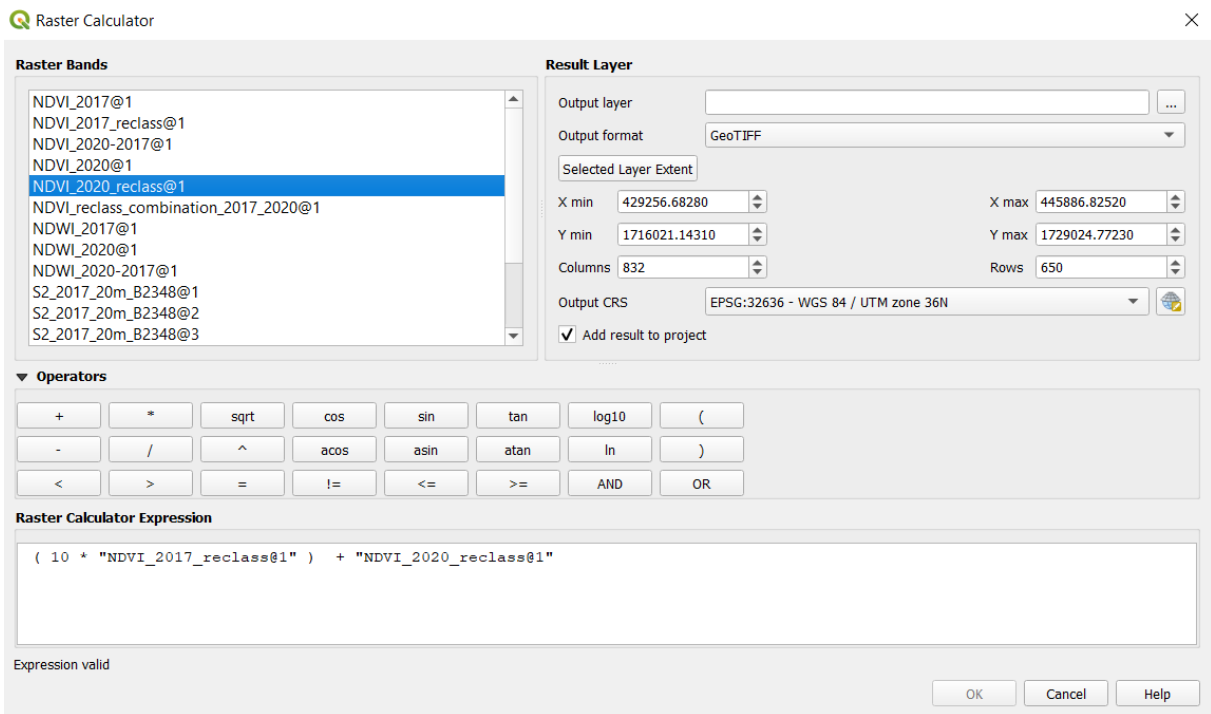 Raster Calculator
Raster Bands
NDVI_2017@1
NDVI_2017_reclass@1
NDVI_2020-2017@1
NDVI_2020@1
NDVI_2020_reclass@1
NDVI_reclass_combination_2017_2020@1
NDWI_2017@1
NDWI_2020@1
NDWI_2020-2017@1
S2_2017_20m_B2348@1
S2_2017_20m_B2348@2
S2_2017_20m_B2348@3
Result Layer
Output layer ...
Output format GeoTIFF
Selected Layer Extent
X min 429256.68280 X max 445886.82520
Y min 1716021.14310 Y max 1729024.77230
Columns 832 Rows 650
Output CRS EPSG:32636 - WGS 84 / UTM zone 36N
Add result to project
Operators
+ * sqrt cos sin tan log10 (
- / ^ acos asin atan ln )
< > = != <= >= AND OR
Raster Calculator Expression
( 10 * "NDVI_2017_reclass@1" ) + "NDVI_2020_reclass@1"
Expression valid
OK Cancel Help